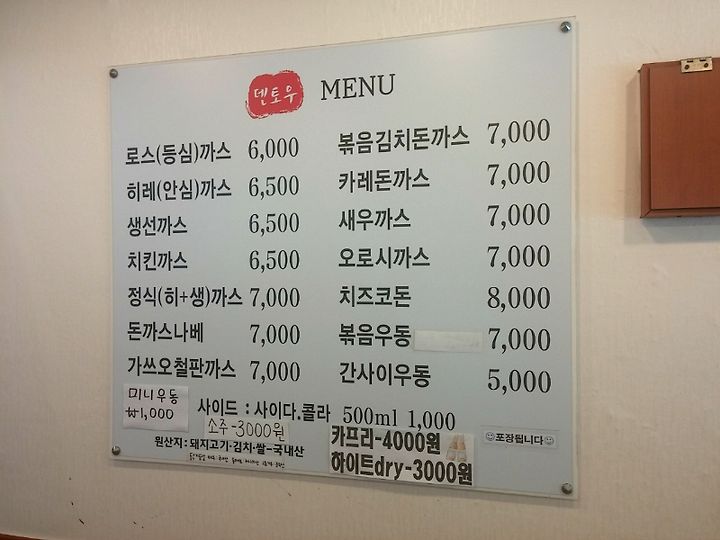 덴토우 MENU
로스(등심)까스 6,000
히레(안심)까스 6,500
생선까스 6,500
치킨까스 6,500
정식(히+생)까스 7,000
돈까스나베 7,000
가쓰오철판까스 7,000
볶음김치돈까스 7,000
카레돈까스 7,000
새우까스 7,000
오로시까스 7,000
치즈코돈 8,000
볶음우동 7,000
간사이우동 5,000
미니우동
₩1,000
사이드 : 사이다.콜라 500ml 1,000
소주-3000원
카프리-4000원
하이트dry-3000원
포장됩니다
원산지: 돼지고기·김치·쌀-국내산